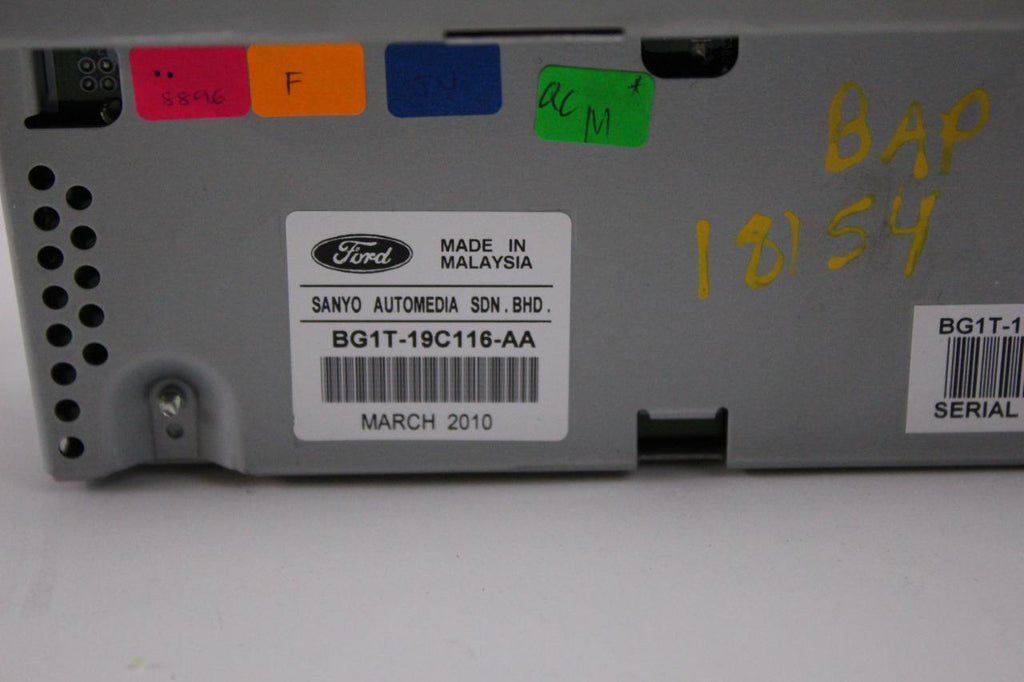 8896
F
QC
M
*
BAP
18154
Ford
MADE IN
MALAYSIA
SANYO AUTOMEDIA SDN.BHD.
BG1T-19C116-AA
MARCH 2010
BG1T-1
SERIAL